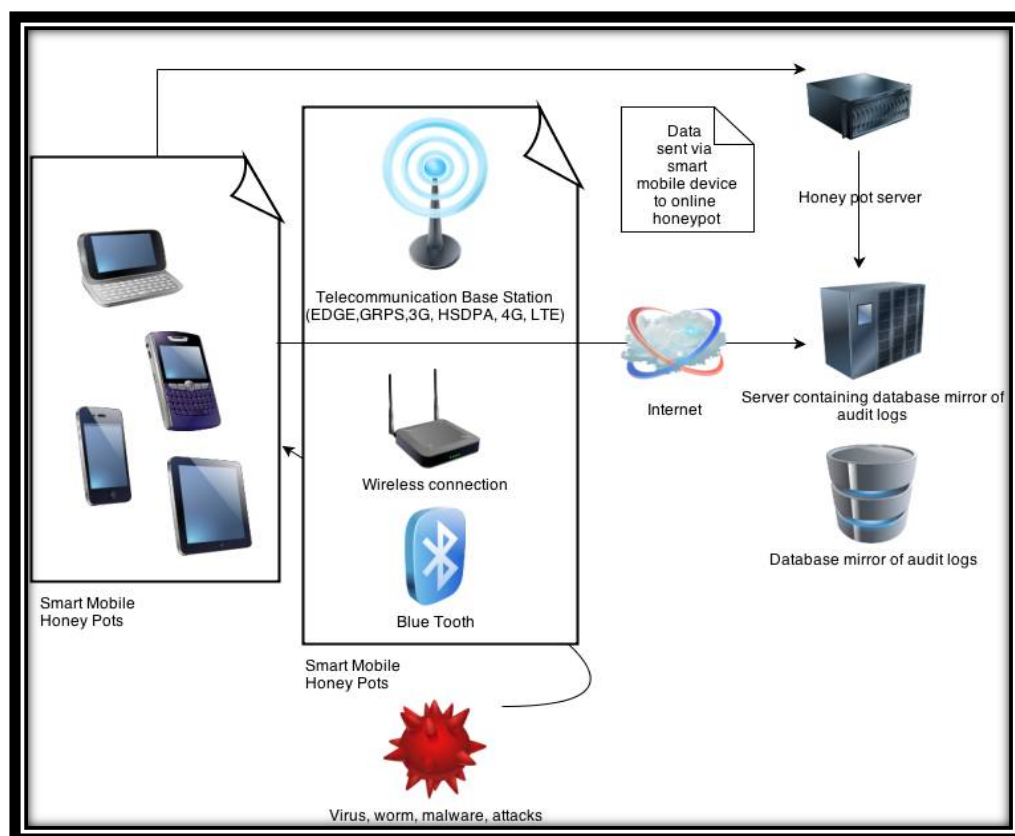 Data
sent via
smart
mobile device
to online
honeypot
Honey pot server
Telecommunication Base Station
(EDGE,GRPS,3G, HSDPA, 4G, LTE)
Internet
Server containing database mirror of
audit logs
Wireless connection
Database mirror of audit logs
Blue Tooth
Smart Mobile
Honey Pots
Smart Mobile
Honey Pots
Virus, worm, malware, attacks